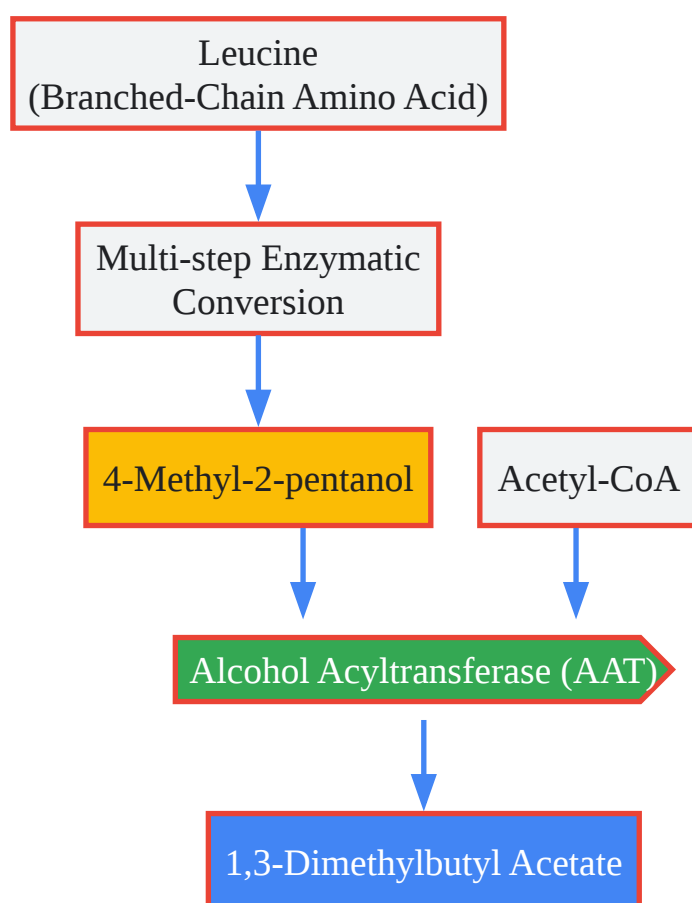 Leucine
(Branched-Chain Amino Acid)
Multi-step Enzymatic
Conversion
4-Methyl-2-pentanol
Acetyl-CoA
Alcohol Acyltransferase (AAT)
1,3-Dimethylbutyl Acetate